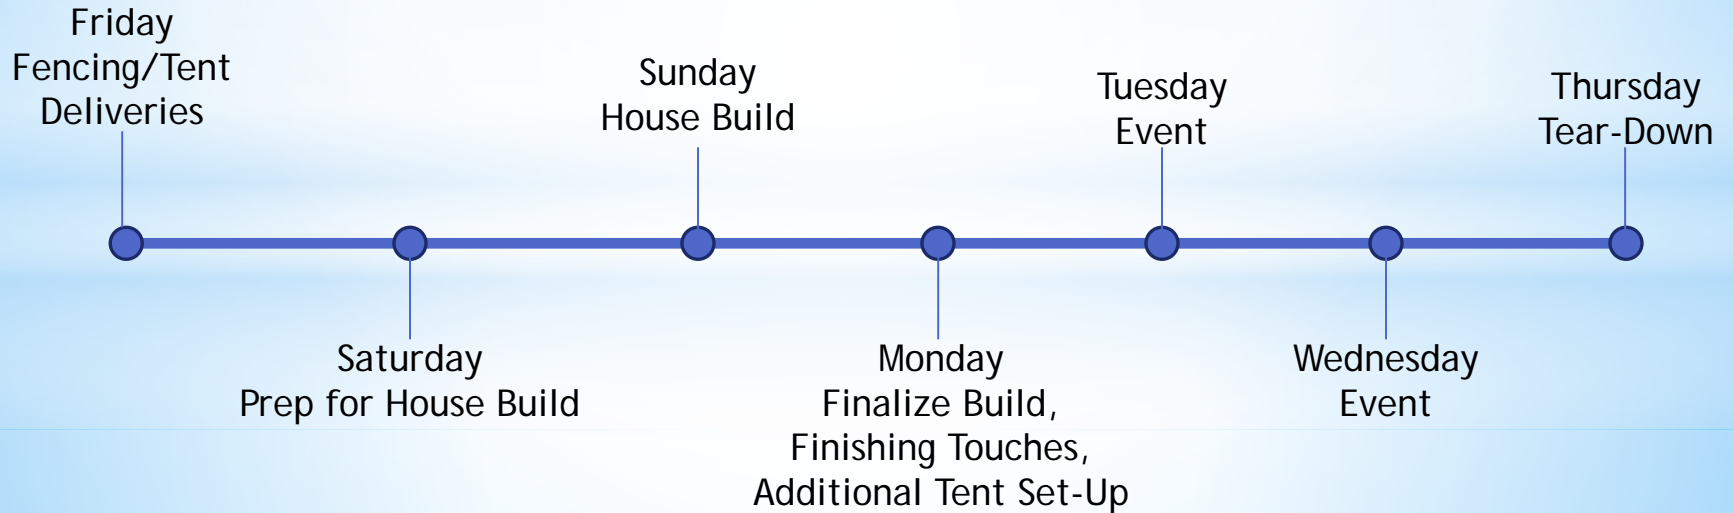 Friday
Fencing/Tent
Deliveries
Saturday
Prep for House Build
Sunday
House Build
Monday
Finalize Build,
Finishing Touches,
Additional Tent Set-Up
Tuesday
Event
Wednesday
Event
Thursday
Tear-Down